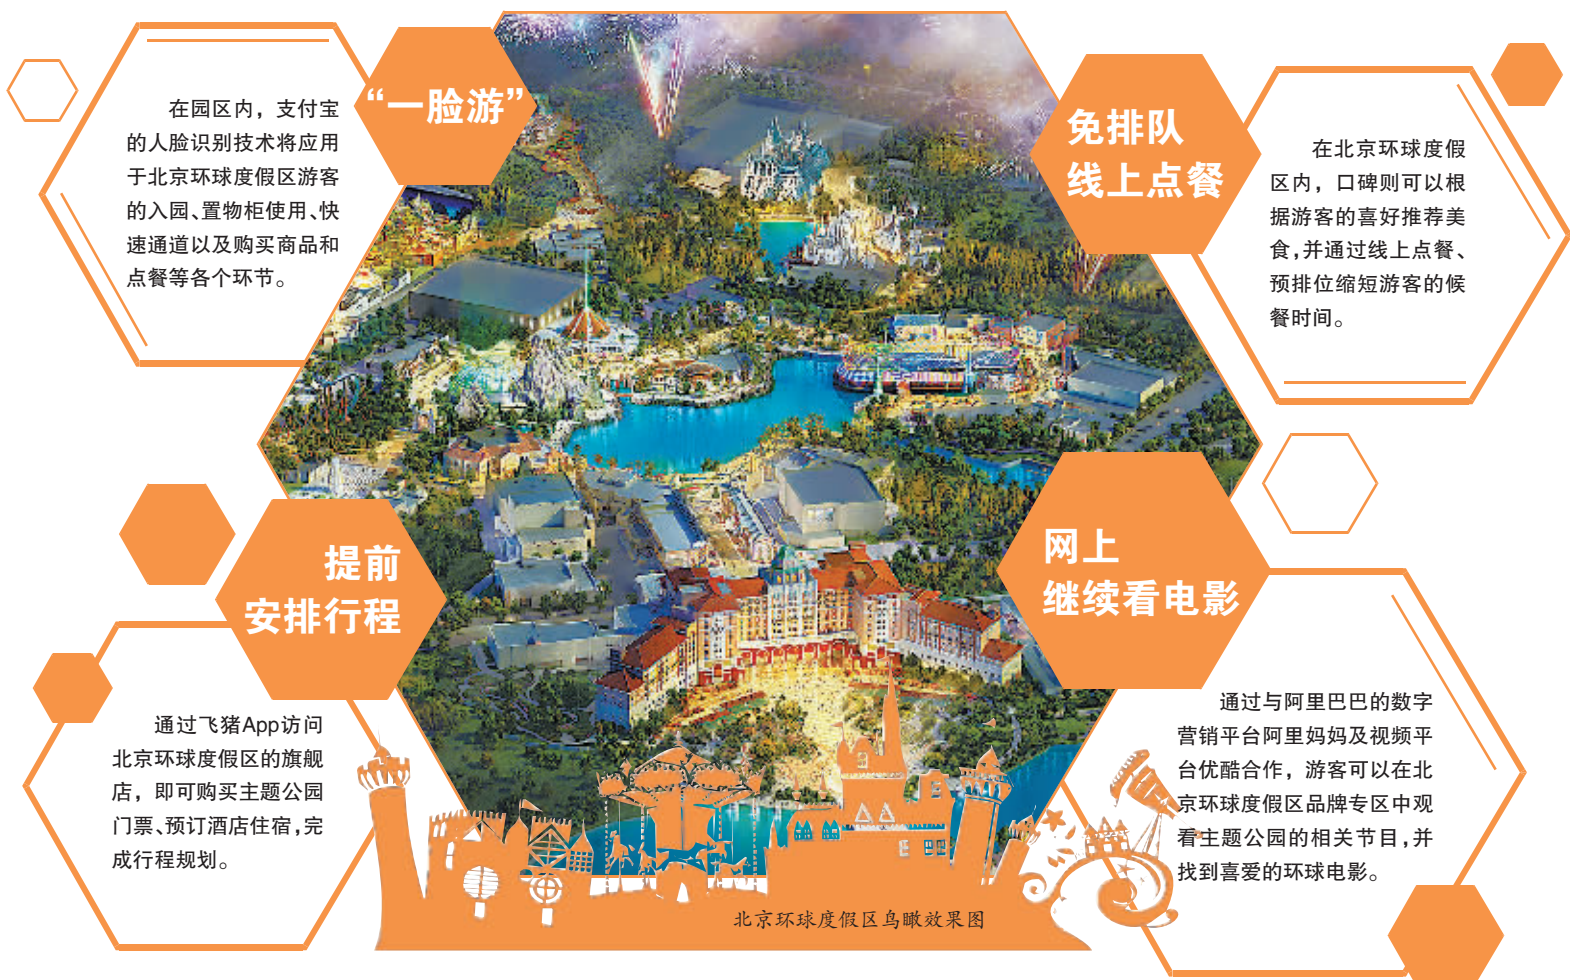 “一脸游”
在园区内，支付宝
的人脸识别技术将应用
于北京环球度假区游客
的入园、置物柜使用、快
速通道以及购买商品和
点餐等各个环节。
免排队
线上点餐
在北京环球度假
区内，口碑则可以根
据游客的喜好推荐美
食,并通过线上点餐、
预排位缩短游客的候
餐时间。
提前
安排行程
通过飞猪App访问
北京环球度假区的旗舰
店，即可购买主题公园
门票、预订酒店住宿,完
成行程规划。
网上
继续看电影
通过与阿里巴巴的数字
营销平台阿里妈妈及视频平
台优酷合作，游客可以在北
京环球度假区品牌专区中观
看主题公园的相关节目,并
找到喜爱的环球电影。
北京环球度假区鸟瞰效果图